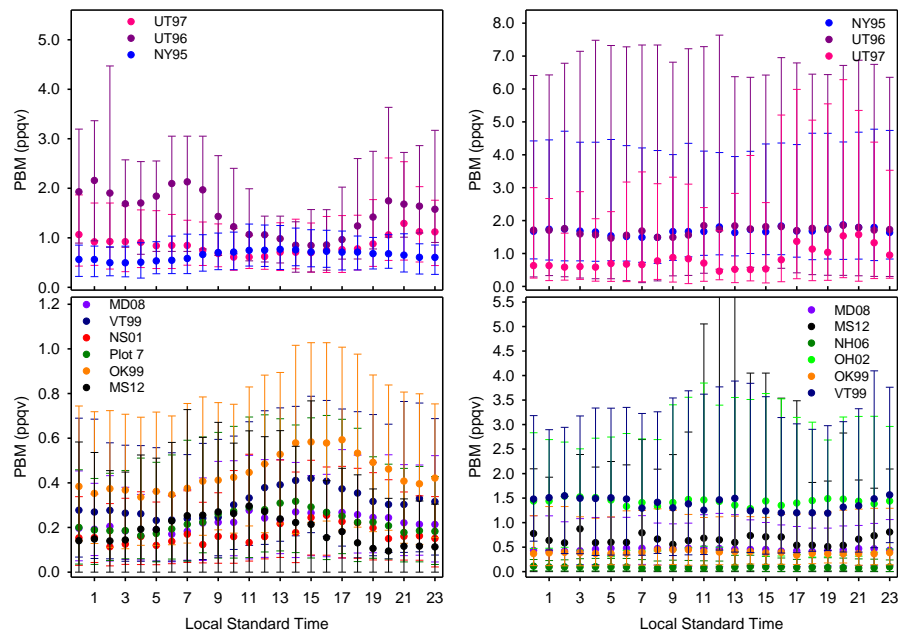 UT97
UT96
NY95
PBM (ppqv)
5.0
4.0
3.0
2.0
1.0
0.0
NY95
UT96
UT97
PBM (ppqv)
8.0
7.0
6.0
5.0
4.0
3.0
2.0
1.0
0.0
MD08
VT99
NS01
Plot 7
OK99
MS12
PBM (ppqv)
1.2
1.0
0.8
0.6
0.4
0.2
0.0
1 3 5 7 9 11 13 15 17 19 21 23
Local Standard Time
MD08
MS12
NH06
OH02
OK99
VT99
PBM (ppqv)
5.5
5.0
4.5
4.0
3.5
3.0
2.5
2.0
1.5
1.0
0.5
0.0
1 3 5 7 9 11 13 15 17 19 21 23
Local Standard Time